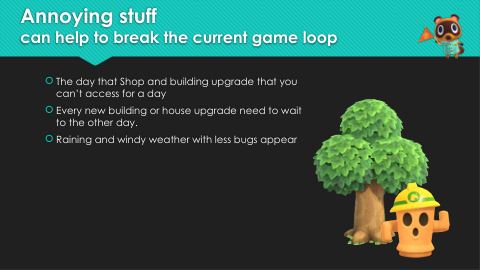 Annoying stuff
can help to break the current game loop
The day that Shop and building upgrade that you
can't access for a day
Every new building or house upgrade need to wait
to the other day.
Raining and windy weather with less bugs appear